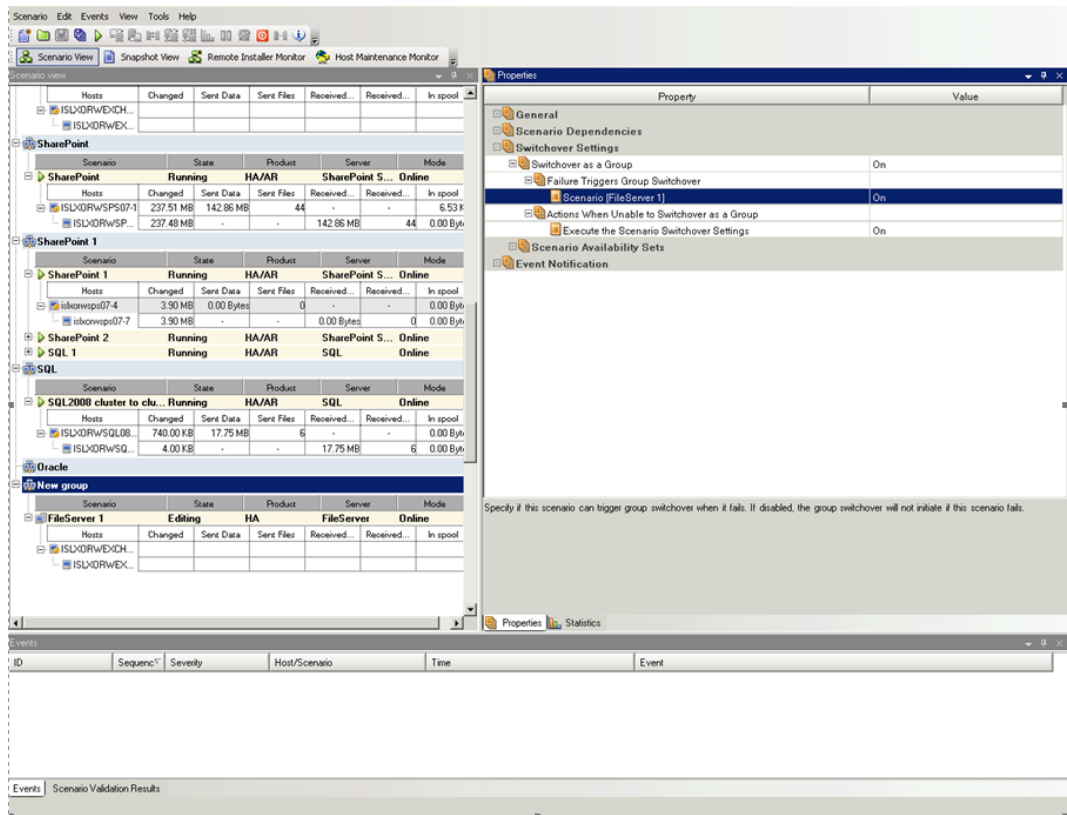 Scenario Edit Events View Tools Help
Scenario View Snapshot View Remote Installer Monitor Host Maintenance Monitor
Scenario view
Hosts Changed Sent Data Sent Files Received... Received... In spool
ISLXORWEXCH...
ISLXORWEX...
SharePoint
Scenario State Product Server Mode
SharePoint Running HA/AR SharePoint S... Online
Hosts Changed Sent Data Sent Files Received... Received... In spool
ISLXORWSPS07-1 237.51 MB 142.86 MB 44 - - 6.53 K
ISLXORWSP... 237.48 MB - - 142.86 MB 44 0.00 Byt
SharePoint 1
Scenario State Product Server Mode
SharePoint 1 Running HA/AR SharePoint S... Online
Hosts Changed Sent Data Sent Files Received... Received... In spool
islxorwsps07-4 3.90 MB 0.00 Bytes 0 - - 0.00 Byt
islxorwsps07-7 3.90 MB - - 0.00 Bytes 0 0.00 Byt
SharePoint 2 Running HA/AR SharePoint S... Online
SQL 1 Running HA/AR SQL Online
SQL
Scenario State Product Server Mode
SQL2008 cluster to clu... Running HA/AR SQL Online
Hosts Changed Sent Data Sent Files Received... Received... In spool
ISLXORWSQL08... 740.00 KB 17.75 MB 6 - - 0.00 Byt
ISLXORWSQ... 4.00 KB - - 17.75 MB 6 0.00 Byt
Oracle
New group
Scenario State Product Server Mode
FileServer 1 Editing HA FileServer Online
Hosts Changed Sent Data Sent Files Received... Received... In spool
ISLXORWEXCH...
ISLXORWEX...
Properties
Property Value
General
Scenario Dependencies
Switchover Settings
Switchover as a Group On
Failure Triggers Group Switchover
Scenario [FileServer 1] On
Actions When Unable to Switchover as a Group
Execute the Scenario Switchover Settings On
Scenario Availability Sets
Event Notification
Specify if this scenario can trigger group switchover when it fails. If disabled, the group switchover will not initiate if this scenario fails.
Properties Statistics
Events
ID Sequenc Severity Host/Scenario Time Event
Events Scenario Validation Results